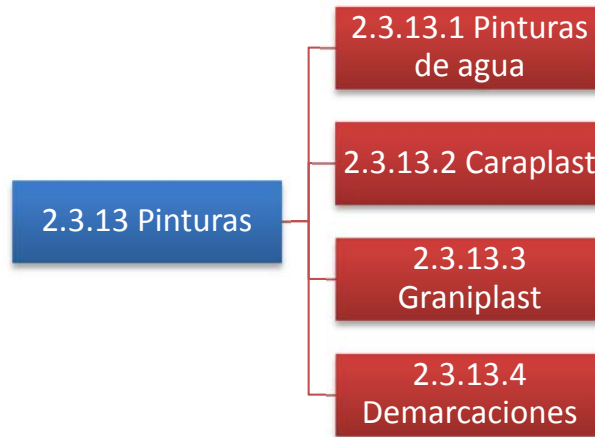 2.3.13 Pinturas
2.3.13.1 Pinturas
de agua
2.3.13.2 Caraplast
2.3.13.3
Graniplast
2.3.13.4
Demarcaciones